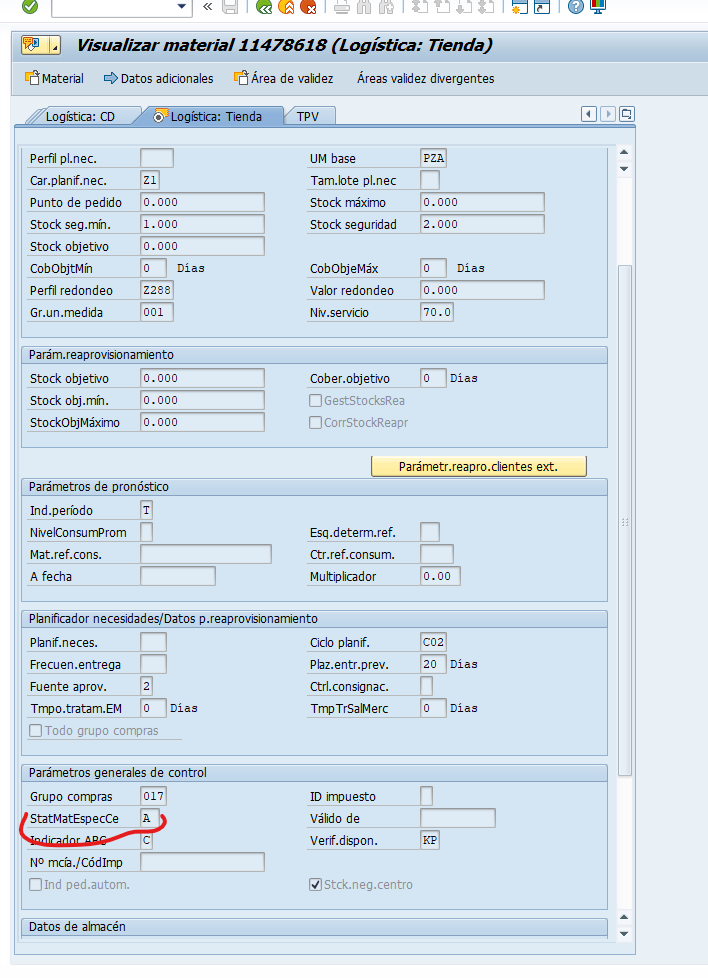 Visualizar material 11478618 (Logística: Tienda)
Material Datos adicionales Área de validez Áreas validez divergentes
Logística: CD Logística: Tienda TPV
Perfil pl.nec. UM base PZA
Car.planif.nec. Z1 Tam.lote pl.nec
Punto de pedido 0.000 Stock máximo 0.000
Stock seg.mín. 1.000 Stock seguridad 2.000
Stock objetivo 0.000
CobObjtMín 0 Días CobObjeMáx 0 Días
Perfil redondeo Z288 Valor redondeo 0.000
Gr.un.medida 001 Niv.servicio 70.0
Parám.reaprovisionamiento
Stock objetivo 0.000 Cober.objetivo 0 Días
Stock obj.mín. 0.000 GestStocksRea
StockObjMáximo 0.000 CorrStockReapr
Parámetr.reapro.clientes ext.
Parámetros de pronóstico
Ind.período T
NivelConsumProm Esq.determ.ref.
Mat.ref.cons. Ctr.ref.consum.
A fecha Multiplicador 0.00
Planificador necesidades/Datos p.reaprovisionamiento
Planif.neces. Ciclo planif. C02
Frecuen.entrega Plaz.entr.prev. 20 Días
Fuente aprov. 2 Ctrl.consignac.
Tmpo.tratam.EM 0 Días TmpTrSalMerc 0 Días
Todo grupo compras
Parámetros generales de control
Grupo compras 017 ID impuesto
StatMatEspecCe A Válido de
Indicador ABC C Verif.dispon. KP
Nº mcía./CódImp
Ind ped.autom. Stck.neg.centro
Datos de almacén